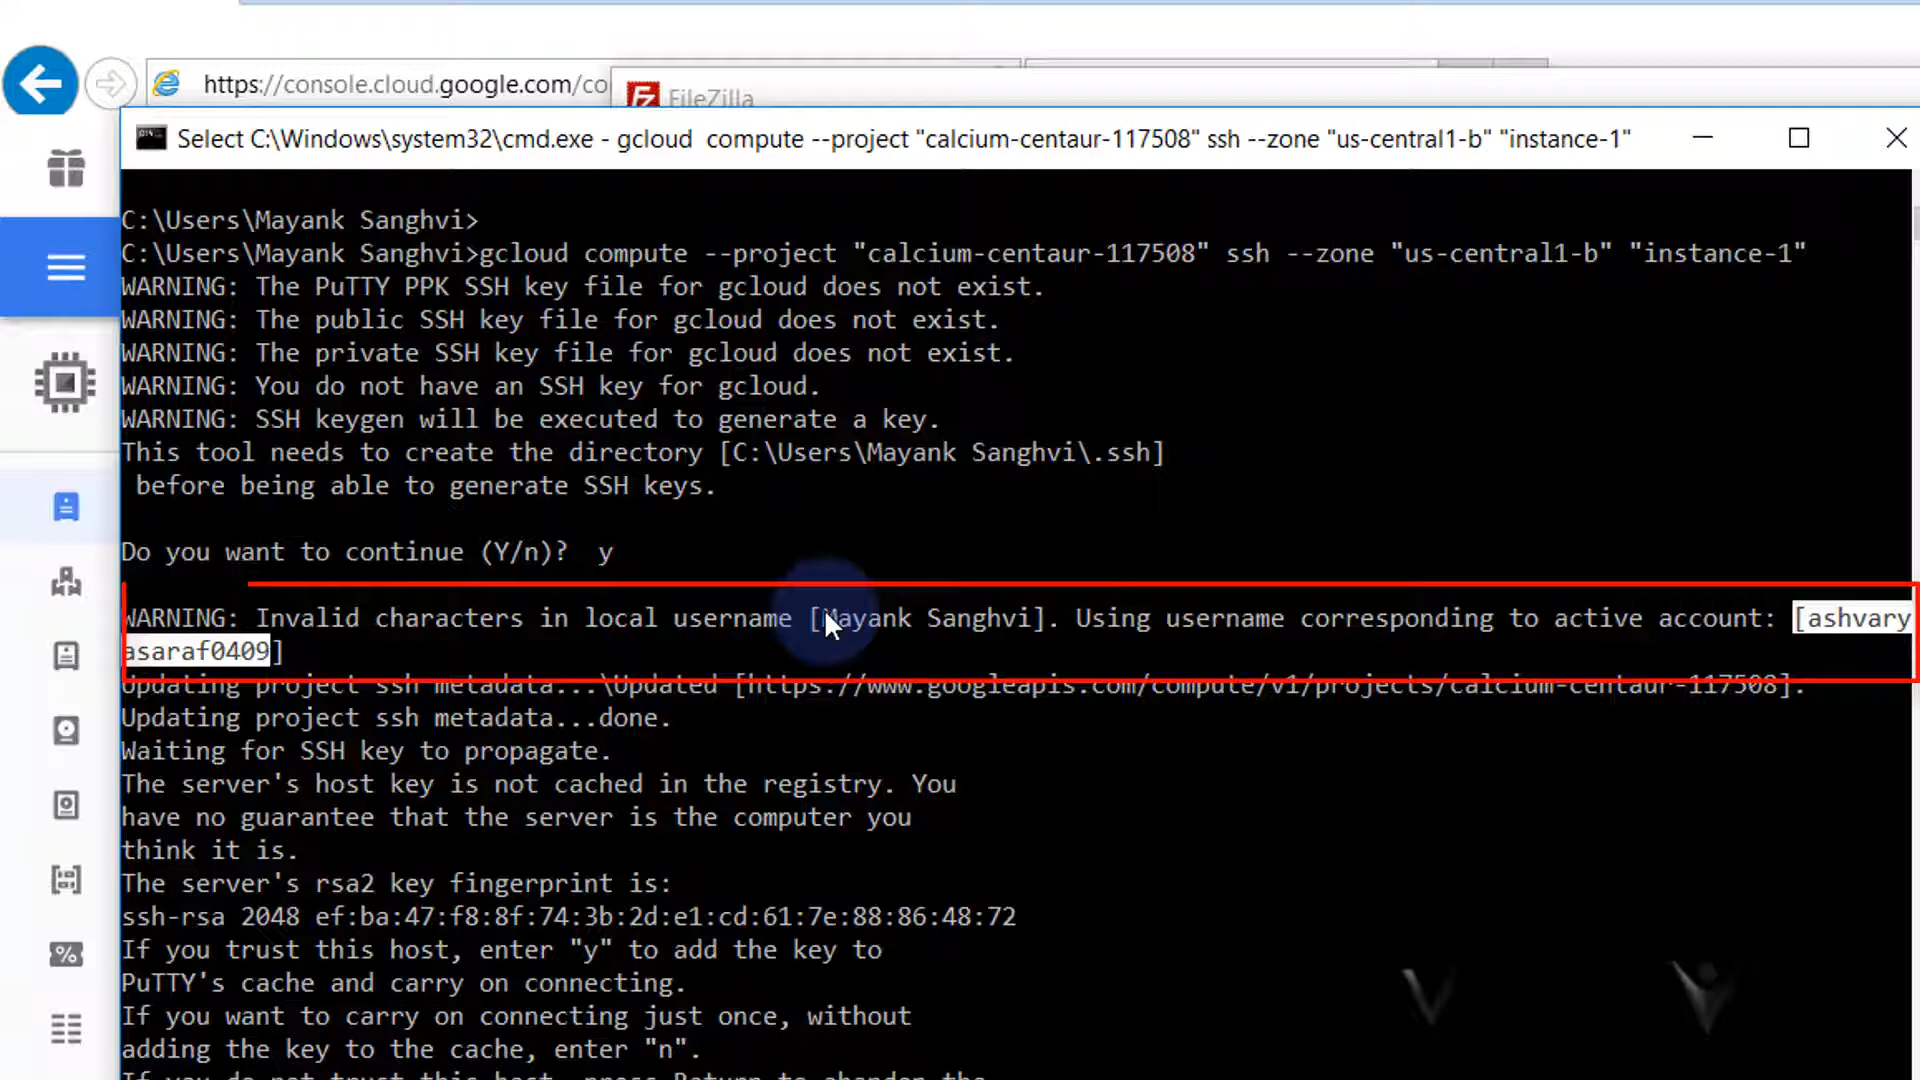 https://console.cloud.google.com/co
FileZilla
Select C:\Windows\system32\cmd.exe - gcloud  compute --project "calcium-centaur-117508" ssh --zone "us-central1-b" "instance-1"
C:\Users\Mayank Sanghvi>
C:\Users\Mayank Sanghvi>gcloud compute --project "calcium-centaur-117508" ssh --zone "us-central1-b" "instance-1"
WARNING: The PuTTY PPK SSH key file for gcloud does not exist.
WARNING: The public SSH key file for gcloud does not exist.
WARNING: The private SSH key file for gcloud does not exist.
WARNING: You do not have an SSH key for gcloud.
WARNING: SSH keygen will be executed to generate a key.
This tool needs to create the directory [C:\Users\Mayank Sanghvi\.ssh]
before being able to generate SSH keys.
Do you want to continue (Y/n)?  y
WARNING: Invalid characters in local username [Mayank Sanghvi]. Using username corresponding to active account: [ashvary
asaraf0409]
Updating project ssh metadata...\Updated [https://www.googleapis.com/compute/v1/projects/calcium-centaur-117508].
Updating project ssh metadata...done.
Waiting for SSH key to propagate.
The server's host key is not cached in the registry. You
have no guarantee that the server is the computer you
think it is.
The server's rsa2 key fingerprint is:
ssh-rsa 2048 ef:ba:47:f8:8f:74:3b:2d:e1:cd:61:7e:88:86:48:72
If you trust this host, enter "y" to add the key to
PuTTY's cache and carry on connecting.
If you want to carry on connecting just once, without
adding the key to the cache, enter "n".
If you do not trust this host, press Return to abandon the